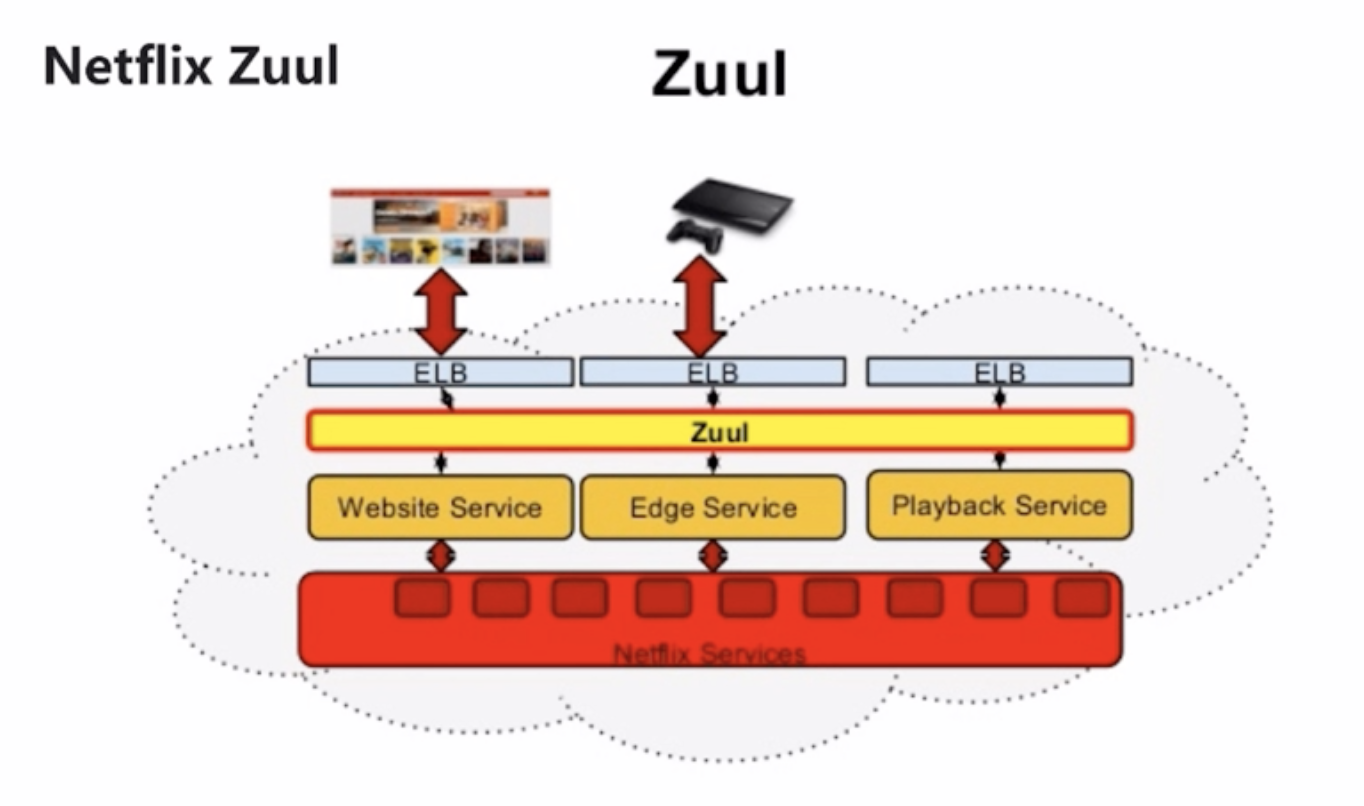 Netflix Zuul
Zuul
ELB
ELB
ELB
Zuul
Website Service
Edge Service
Playback Service
Netflix Services